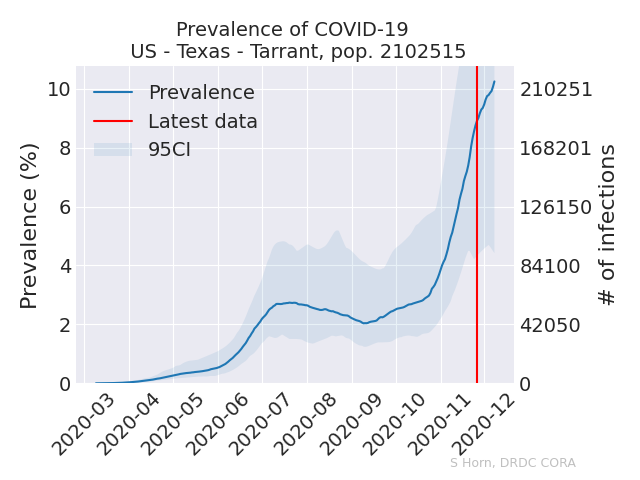 Prevalence of COVID-19
US - Texas - Tarrant, pop. 2102515
Prevalence
Latest data
95CI
Prevalence (%)
10
8
6
4
2
0
210251
168201
126150
84100
42050
0
# of infections
2020-03
2020-04
2020-05
2020-06
2020-07
2020-08
2020-09
2020-10
2020-11
2020-12
S Horn, DRDC CORA